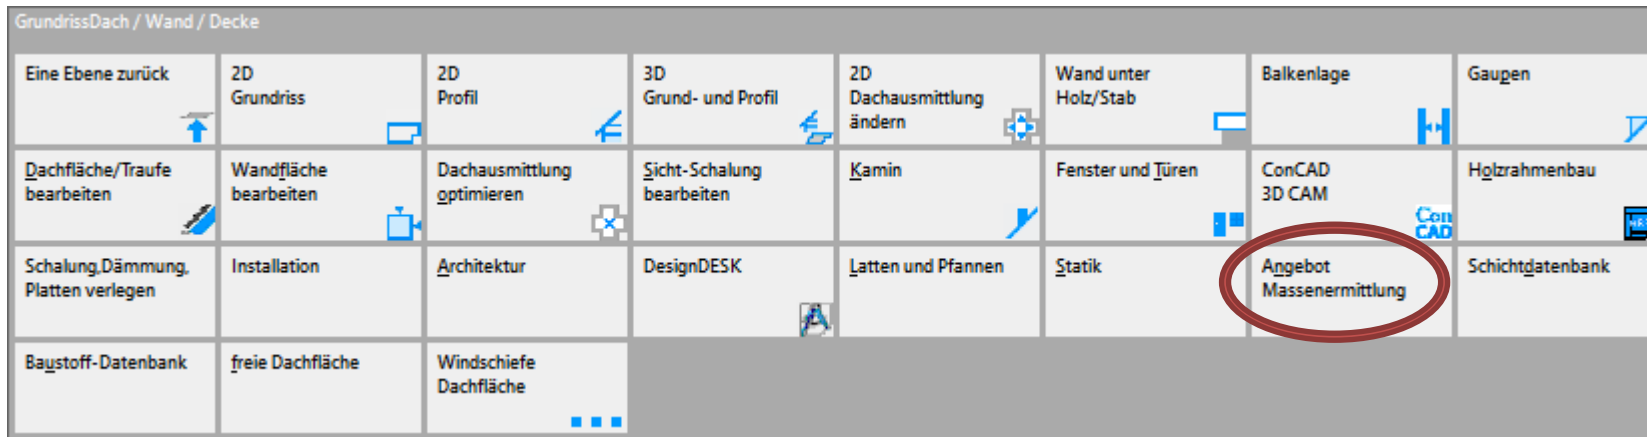 GrundrissDach / Wand / Decke
Eine Ebene zurück
2D
Grundriss
2D
Profil
3D
Grund- und Profil
2D
Dachausmittlung
ändern
Wand unter
Holz/Stab
Balkenlage
Gaupen
Dachfläche/Traufe
bearbeiten
Wandfläche
bearbeiten
Dachausmittlung
optimieren
Sicht-Schalung
bearbeiten
Kamin
Fenster und Türen
ConCAD
3D CAM
Con
CAD
Holzrahmenbau
Schalung,Dämmung,
Platten verlegen
Installation
Architektur
DesignDESK
Latten und Pfannen
Statik
Angebot
Massenermittlung
Schichtdatenbank
Baustoff-Datenbank
freie Dachfläche
Windschiefe
Dachfläche